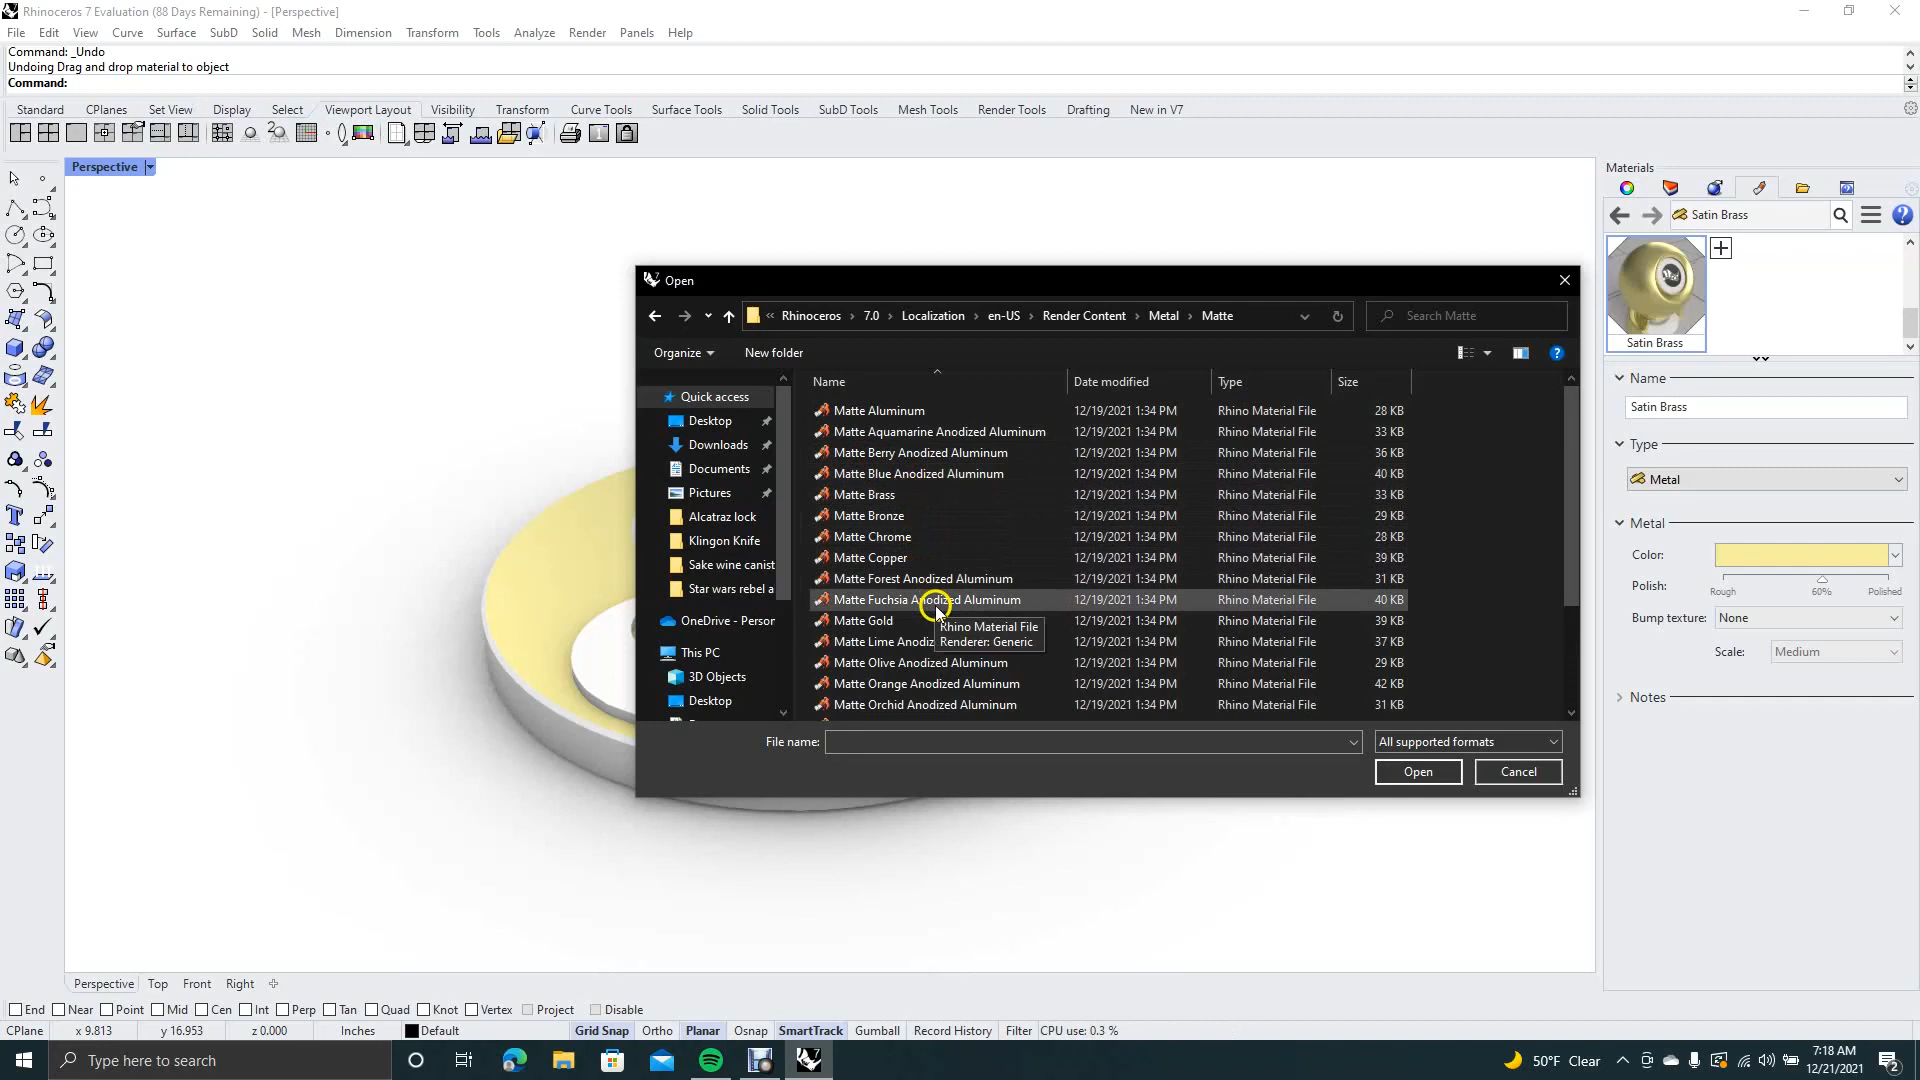 Rhinoceros 7 Evaluation (88 Days Remaining) - [Perspective]
File Edit View Curve Surface SubD Solid Mesh Dimension Transform Tools Analyze Render Panels Help
Command: _Undo
Undoing Drag and drop material to object
Command:
Standard CPlanes Set View Display Select Viewport Layout Visibility Transform Curve Tools Surface Tools Solid Tools SubD Tools Mesh Tools Render Tools Drafting New in V7
Perspective
Materials
Satin Brass
Satin Brass
Name
Satin Brass
Type
Metal
Metal
Color:
Polish:
Rough 60% Polished
Bump texture: None
Scale: Medium
Notes
Open
« Rhinoceros › 7.0 › Localization › en-US › Render Content › Metal › Matte
Search Matte
Organize New folder
Name Date modified Type Size
Quick access
Desktop
Downloads
Documents
Pictures
Alcatraz lock
Klingon Knife
Sake wine canist
Star wars rebel a
OneDrive - Person
This PC
3D Objects
Desktop
Matte Aluminum 12/19/2021 1:34 PM Rhino Material File 28 KB
Matte Aquamarine Anodized Aluminum 12/19/2021 1:34 PM Rhino Material File 33 KB
Matte Berry Anodized Aluminum 12/19/2021 1:34 PM Rhino Material File 36 KB
Matte Blue Anodized Aluminum 12/19/2021 1:34 PM Rhino Material File 40 KB
Matte Brass 12/19/2021 1:34 PM Rhino Material File 33 KB
Matte Bronze 12/19/2021 1:34 PM Rhino Material File 29 KB
Matte Chrome 12/19/2021 1:34 PM Rhino Material File 28 KB
Matte Copper 12/19/2021 1:34 PM Rhino Material File 39 KB
Matte Forest Anodized Aluminum 12/19/2021 1:34 PM Rhino Material File 31 KB
Matte Fuchsia Anodized Aluminum 12/19/2021 1:34 PM Rhino Material File 40 KB
Matte Gold 12/19/2021 1:34 PM Rhino Material File 39 KB
Matte Lime Anodiz 12/19/2021 1:34 PM Rhino Material File 37 KB
Matte Olive Anodized Aluminum 12/19/2021 1:34 PM Rhino Material File 29 KB
Matte Orange Anodized Aluminum 12/19/2021 1:34 PM Rhino Material File 42 KB
Matte Orchid Anodized Aluminum 12/19/2021 1:34 PM Rhino Material File 31 KB
Rhino Material File
Renderer: Generic
File name: All supported formats
Open Cancel
Perspective Top Front Right
End Near Point Mid Cen Int Perp Tan Quad Knot Vertex Project Disable
CPlane x 9.813 y 16.953 z 0.000 Inches Default Grid Snap Ortho Planar Osnap SmartTrack Gumball Record History Filter CPU use: 0.3 %
Type here to search
50°F Clear
7:18 AM
12/21/2021
2